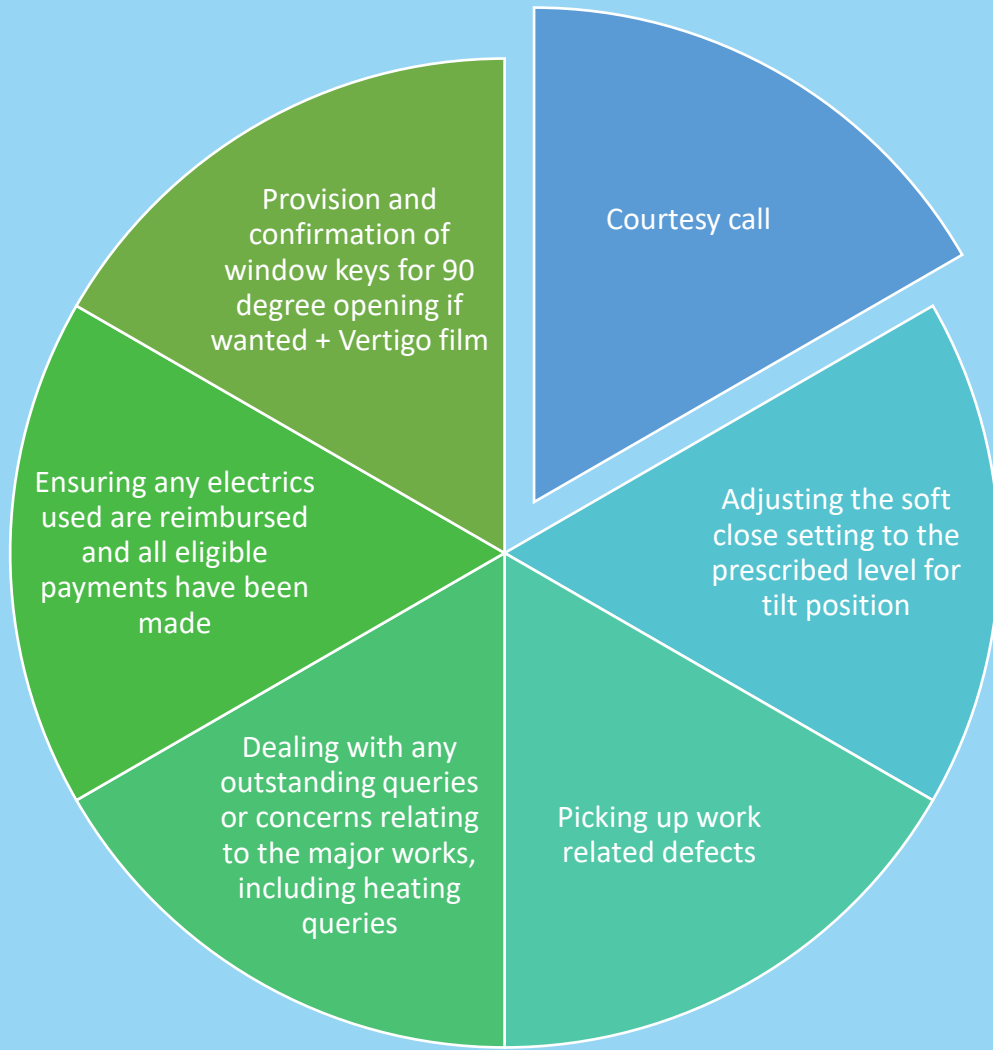 Courtesy call
Adjusting the soft
close setting to the
prescribed level for
tilt position
Picking up work
related defects
Dealing with any
outstanding queries
or concerns relating
to the major works,
including heating
queries
Ensuring any electrics
used are reimbursed
and all eligible
payments have been
made
Provision and
confirmation of
window keys for 90
degree opening if
wanted + Vertigo film